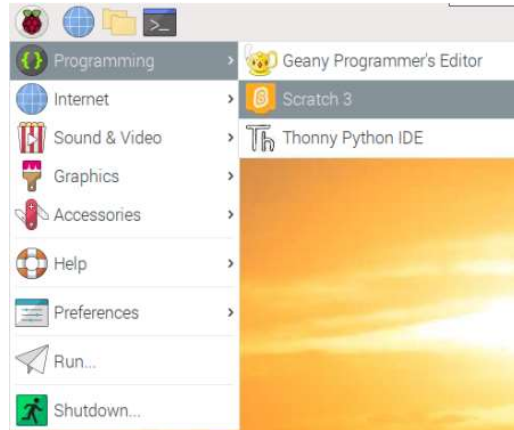 Programming
Geany Programmer's Editor
Internet
Scratch 3
Sound & Video
Thonny Python IDE
Graphics
Accessories
Help
Preferences
Run...
Shutdown...